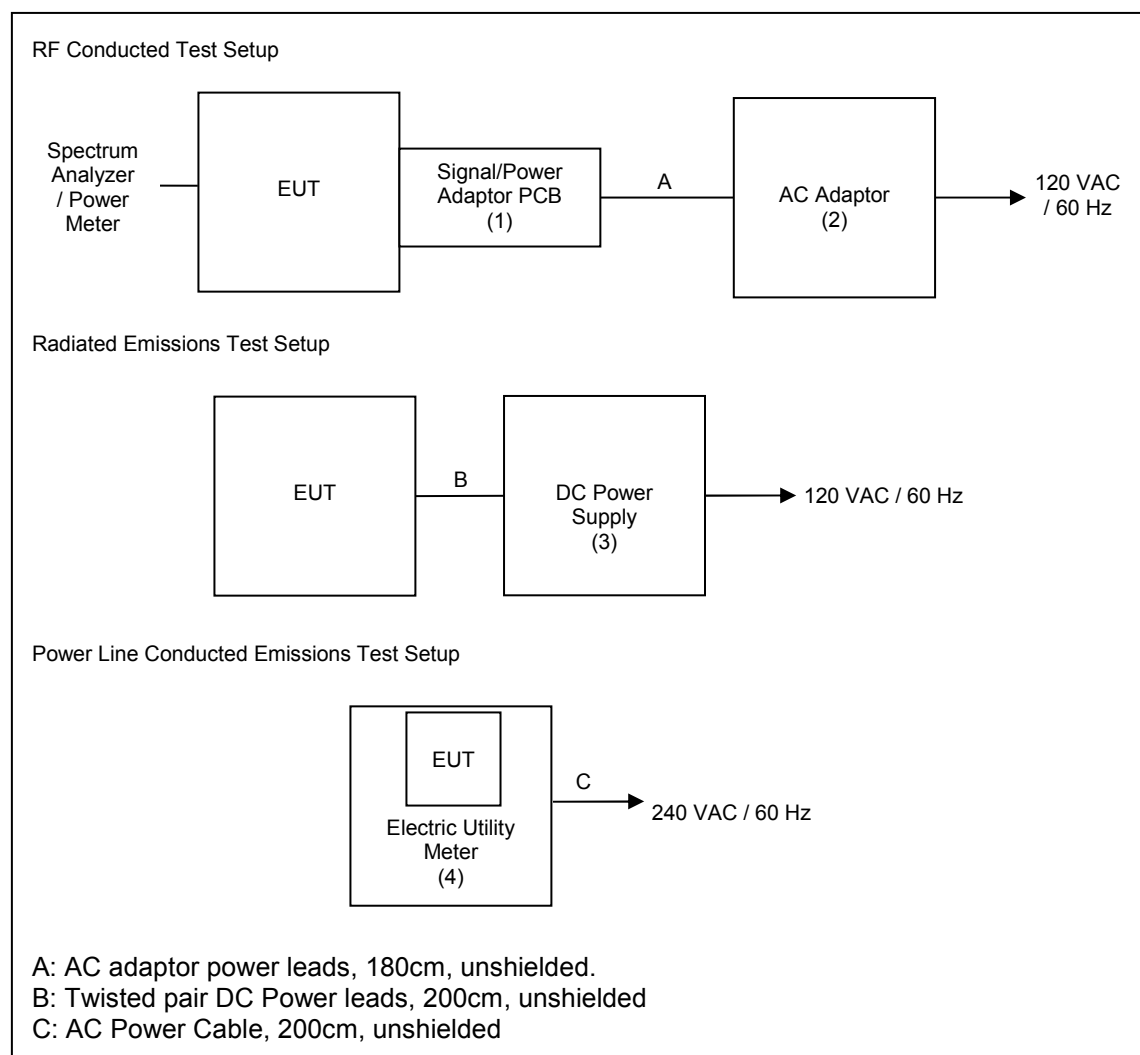 RF Conducted Test Setup
Spectrum
Analyzer
/ Power
Meter
EUT
Signal/Power
Adaptor PCB
(1)
A
AC Adaptor
(2)
120 VAC
/ 60 Hz
Radiated Emissions Test Setup
EUT
B
DC Power
Supply
(3)
120 VAC / 60 Hz
Power Line Conducted Emissions Test Setup
EUT
Electric Utility
Meter
(4)
C
240 VAC / 60 Hz
A: AC adaptor power leads, 180cm, unshielded.
B: Twisted pair DC Power leads, 200cm, unshielded
C: AC Power Cable, 200cm, unshielded